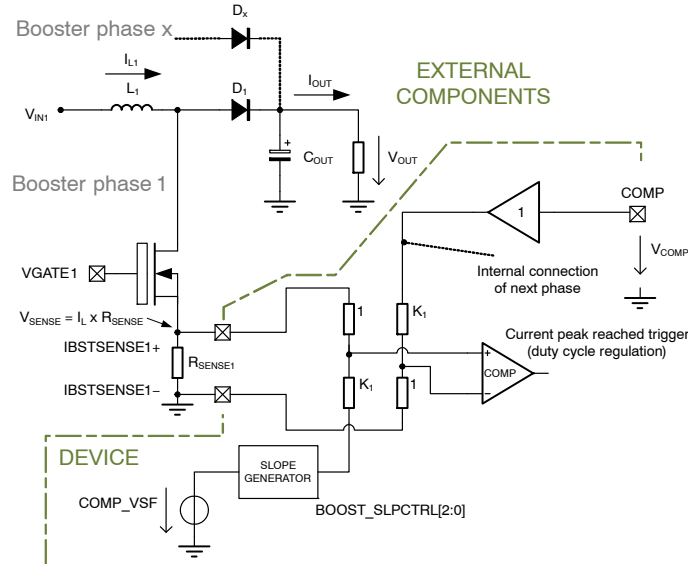 Dx
Booster phase x
IL1
L1
D1
IOUT
EXTERNAL
COMPONENTS
VIN1
+
COUT
VOUT
Booster phase 1
1
COMP
VCOMP
Internal connection
of next phase
VGATE1
VSENSE = IL x RSENSE
1
K1
Current peak reached trigger
(duty cycle regulation)
IBSTSENSE1+
RSENSE1
+
COMP
−
K1
1
IBSTSENSE1−
DEVICE
SLOPE
GENERATOR
COMP_VSF
BOOST_SLPCTRL[2:0]